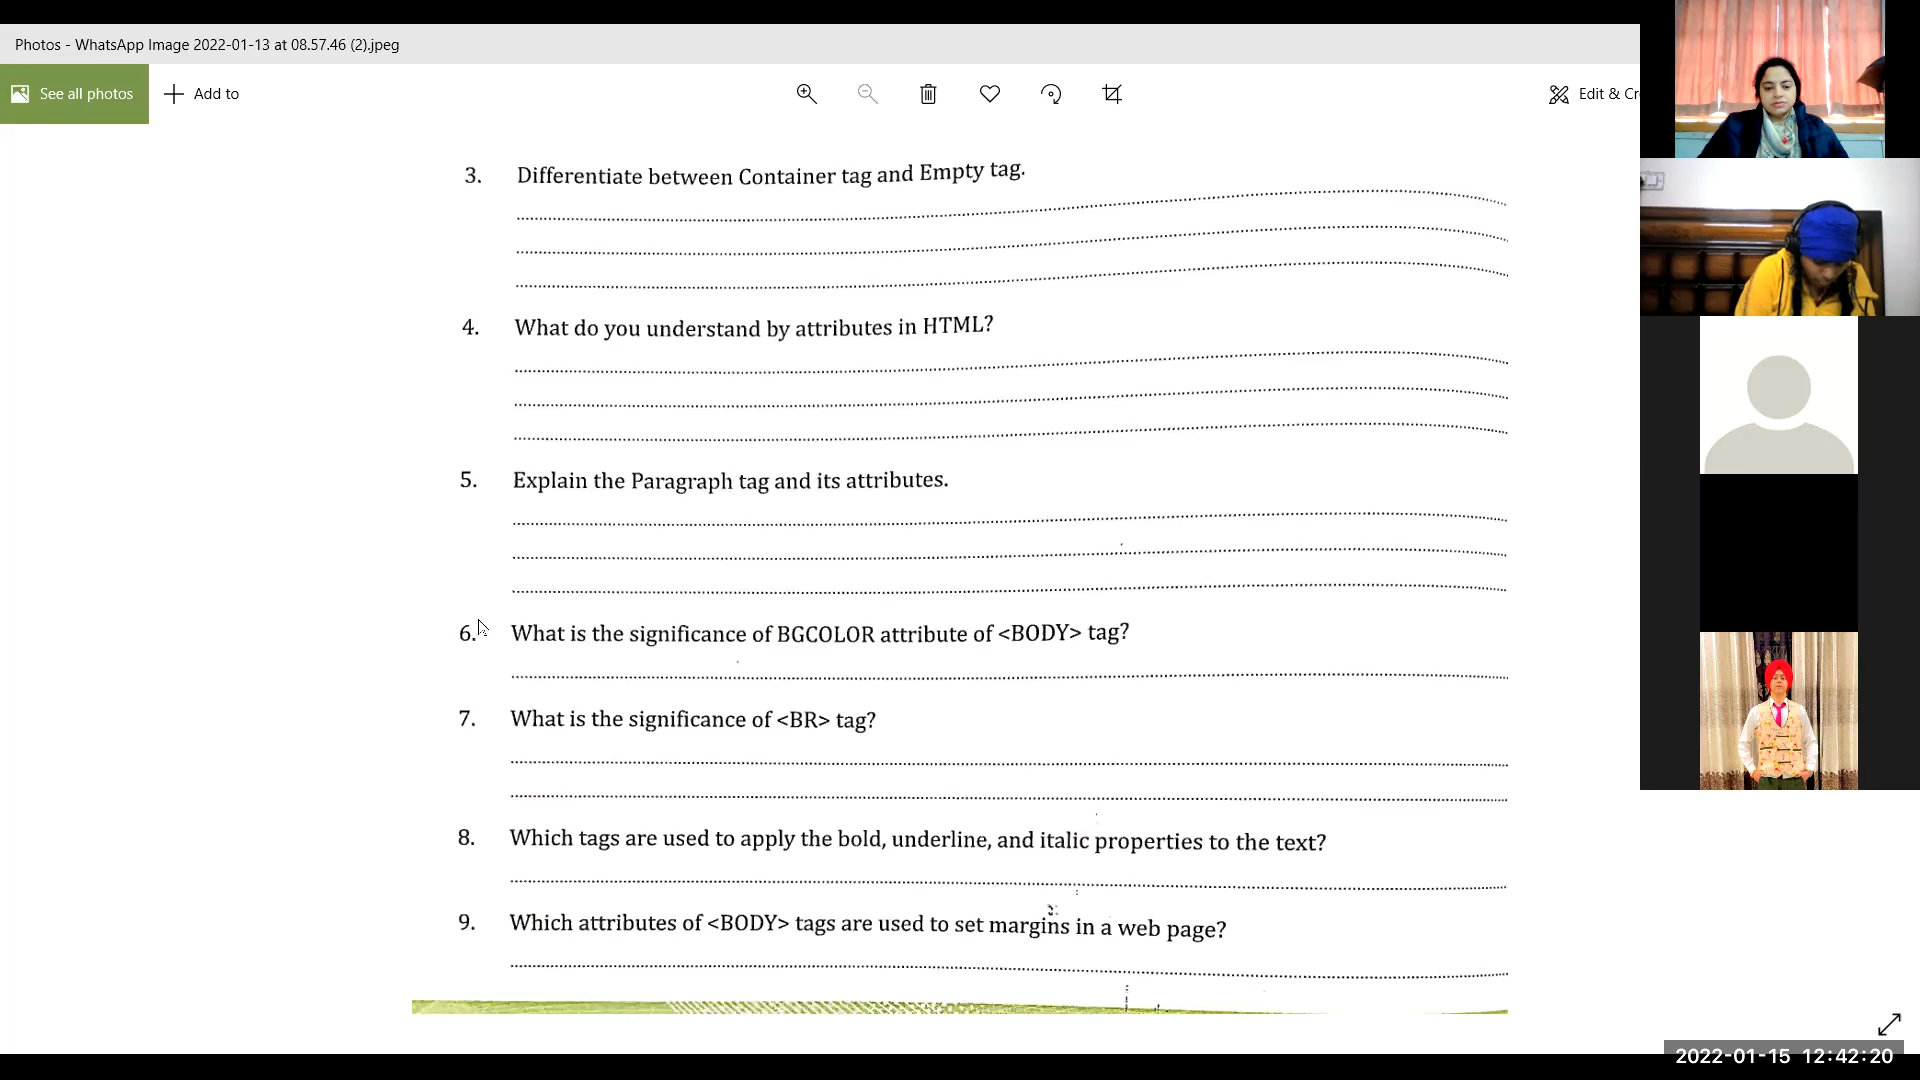 Photos - WhatsApp Image 2022-01-13 at 08.57.46 (2).jpeg
See all photos
Add to
Edit & Cr
3. Differentiate between Container tag and Empty tag.
4. What do you understand by attributes in HTML?
5. Explain the Paragraph tag and its attributes.
6. What is the significance of BGCOLOR attribute of <BODY> tag?
7. What is the significance of <BR> tag?
8. Which tags are used to apply the bold, underline, and italic properties to the text?
9. Which attributes of <BODY> tags are used to set margins in a web page?
2022-01-15 12:42:20